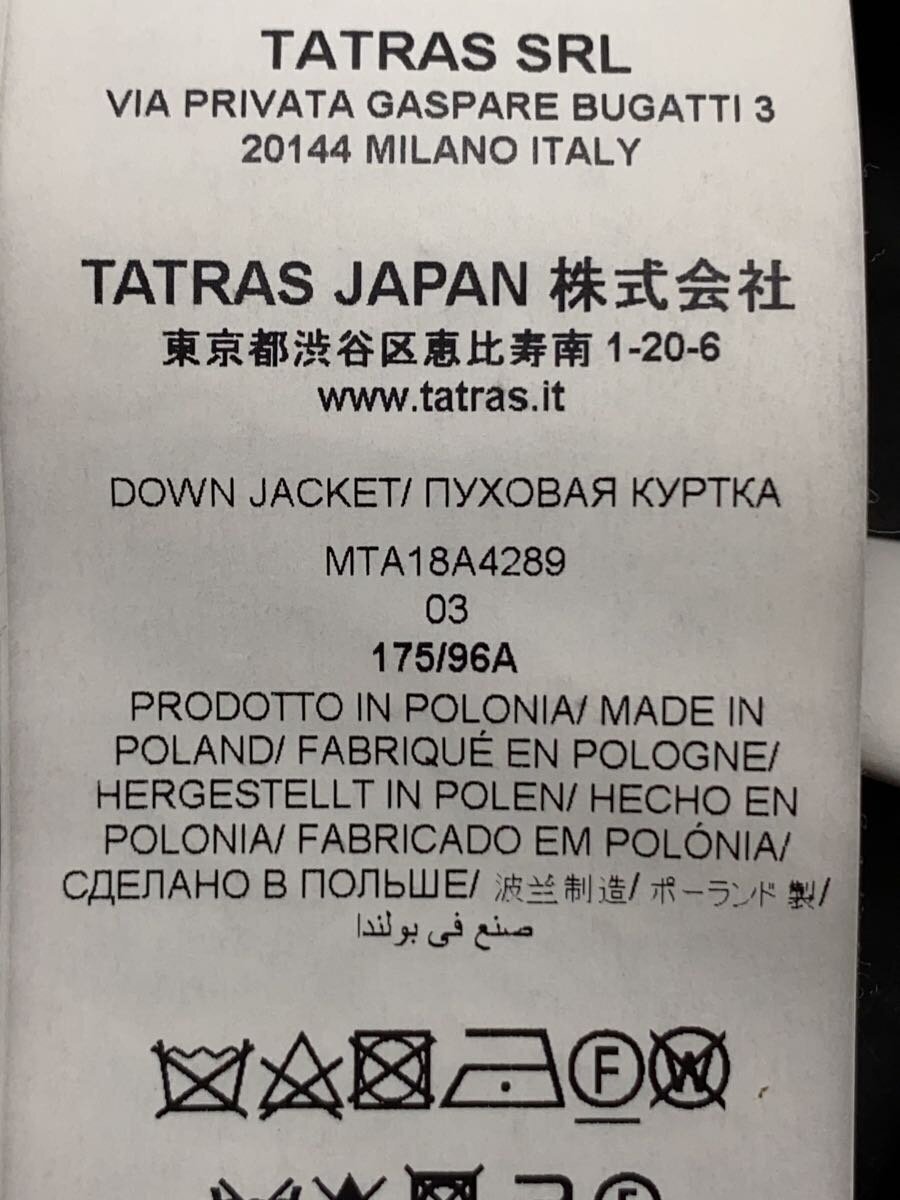 TATRAS SRL
VIA PRIVATA GASPARE BUGATTI 3
20144 MILANO ITALY
TATRAS JAPAN 株式会社
東京都渋谷区恵比寿南 1-20-6
www.tatras.it
DOWN JACKET/ ПУХОВАЯ КУРТКА
MTA18A4289
03
175/96A
PRODOTTO IN POLONIA/ MADE IN
POLAND/ FABRIQUÉ EN POLOGNE/
HERGESTELLT IN POLEN/ HECHO EN
POLONIA/ FABRICADO EM POLÓNIA/
СДЕЛАНО В ПОЛЬШЕ/ 波兰制造/ ポーランド 製/
صنع في بولندا
F W